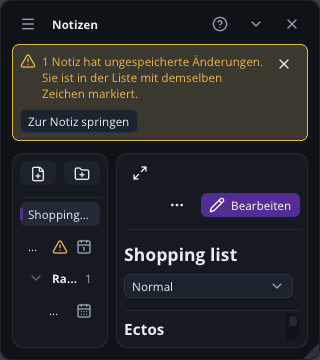 Notizen
1 Notiz hat ungespeicherte Änderungen.
Sie ist in der Liste mit demselben
Zeichen markiert.
Zur Notiz springen
Bearbeiten
Shopping...
...
Ra... 1
...
Shopping list
Normal
Ectos